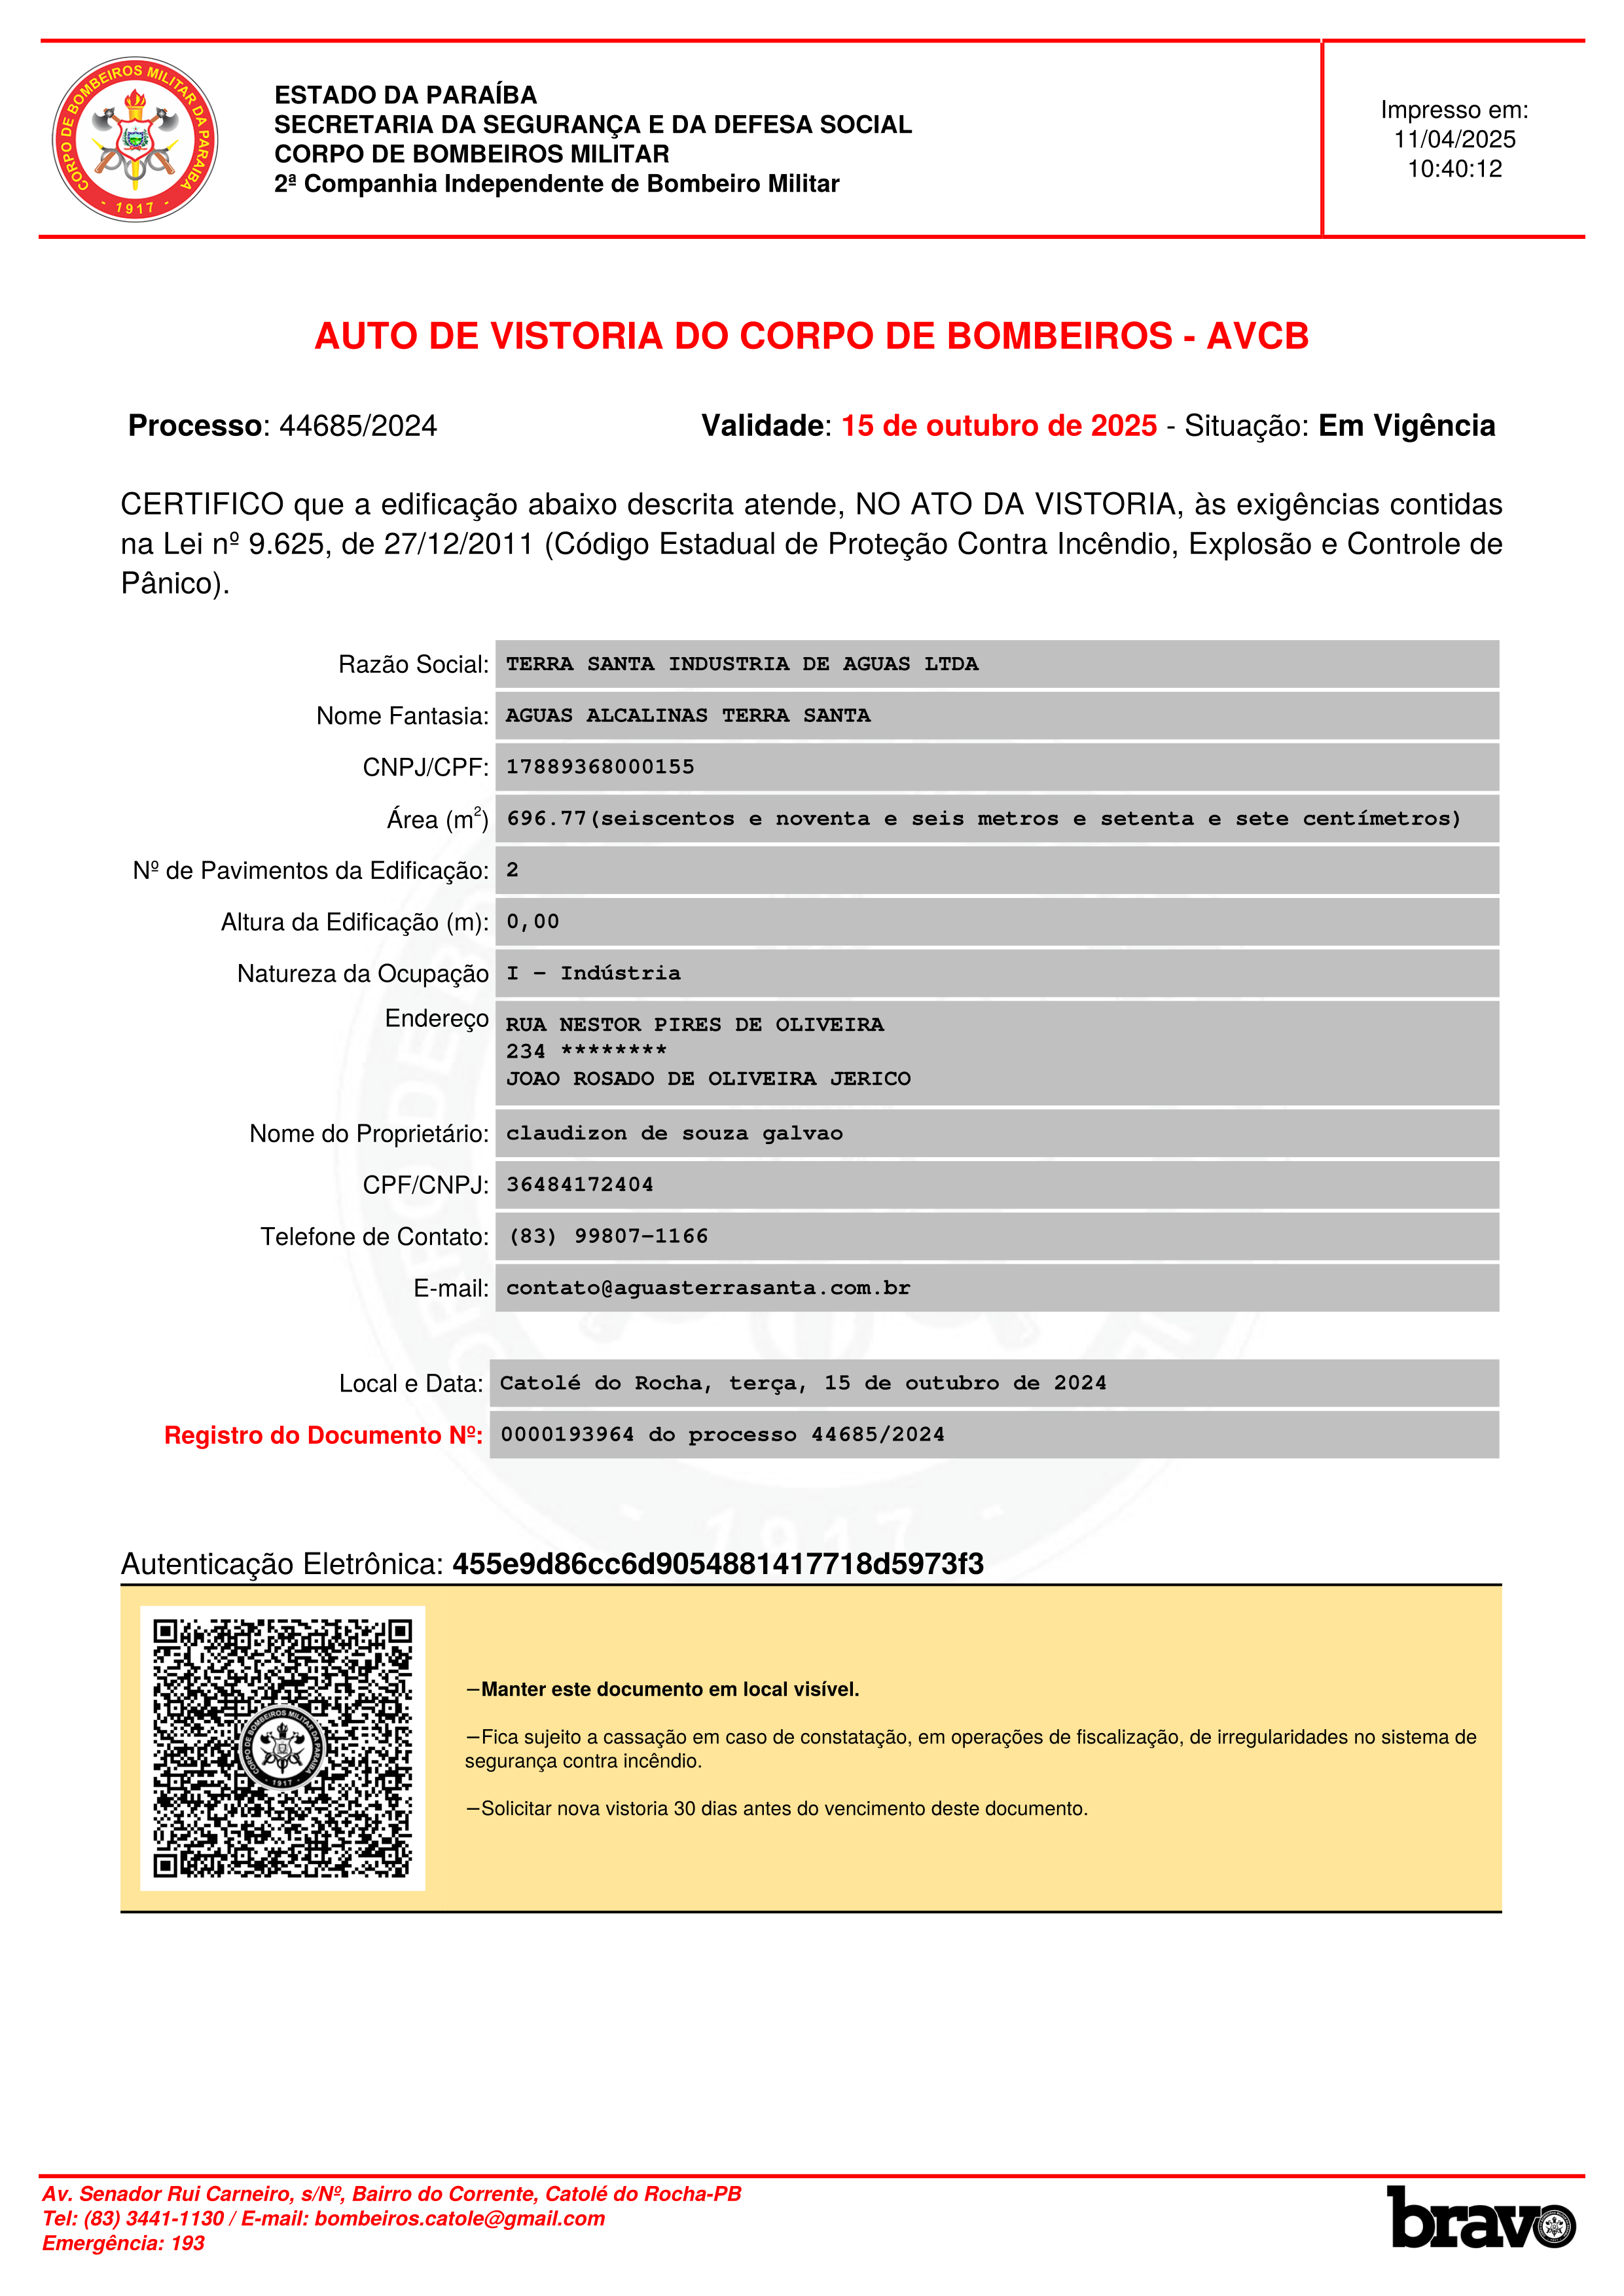 CORPO DE BOMBEIROS MILITAR DA PARAIBA
- 1917 -
ESTADO DA PARAÍBA
SECRETARIA DA SEGURANÇA E DA DEFESA SOCIAL
CORPO DE BOMBEIROS MILITAR
2ª Companhia Independente de Bombeiro Militar
Impresso em:
11/04/2025
10:40:12
AUTO DE VISTORIA DO CORPO DE BOMBEIROS - AVCB
Processo: 44685/2024 Validade: 15 de outubro de 2025 - Situação: Em Vigência
CERTIFICO que a edificação abaixo descrita atende, NO ATO DA VISTORIA, às exigências contidas
na Lei nº 9.625, de 27/12/2011 (Código Estadual de Proteção Contra Incêndio, Explosão e Controle de
Pânico).
Razão Social: TERRA SANTA INDUSTRIA DE AGUAS LTDA
Nome Fantasia: AGUAS ALCALINAS TERRA SANTA
CNPJ/CPF: 17889368000155
Área (m²) 696.77(seiscentos e noventa e seis metros e setenta e sete centímetros)
Nº de Pavimentos da Edificação: 2
Altura da Edificação (m): 0,00
Natureza da Ocupação I - Indústria
Endereço RUA NESTOR PIRES DE OLIVEIRA
234 ********
JOAO ROSADO DE OLIVEIRA JERICO
Nome do Proprietário: claudizon de souza galvao
CPF/CNPJ: 36484172404
Telefone de Contato: (83) 99807-1166
E-mail: contato@aguasterrasanta.com.br
Local e Data: Catolé do Rocha, terça, 15 de outubro de 2024
Registro do Documento Nº: 0000193964 do processo 44685/2024
- 1917 -
Autenticação Eletrônica: 455e9d86cc6d9054881417718d5973f3
CORPO DE BOMBEIROS MILITAR DA PARAIBA
- 1917 -
–Manter este documento em local visível.
–Fica sujeito a cassação em caso de constatação, em operações de fiscalização, de irregularidades no sistema de
segurança contra incêndio.
–Solicitar nova vistoria 30 dias antes do vencimento deste documento.
Av. Senador Rui Carneiro, s/Nº, Bairro do Corrente, Catolé do Rocha-PB
Tel: (83) 3441-1130 / E-mail: bombeiros.catole@gmail.com
Emergência: 193
bravo